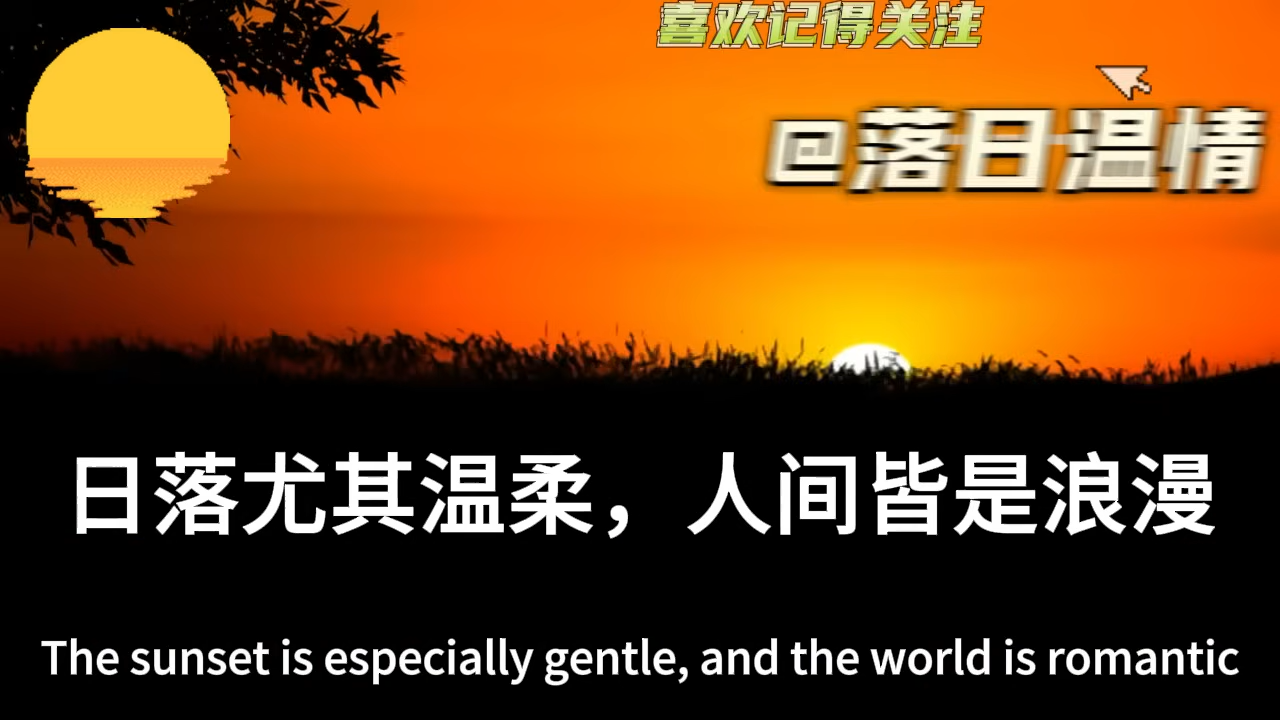 喜欢记得关注
@落日温情
日落尤其温柔，人间皆是浪漫
The sunset is especially gentle, and the world is romantic